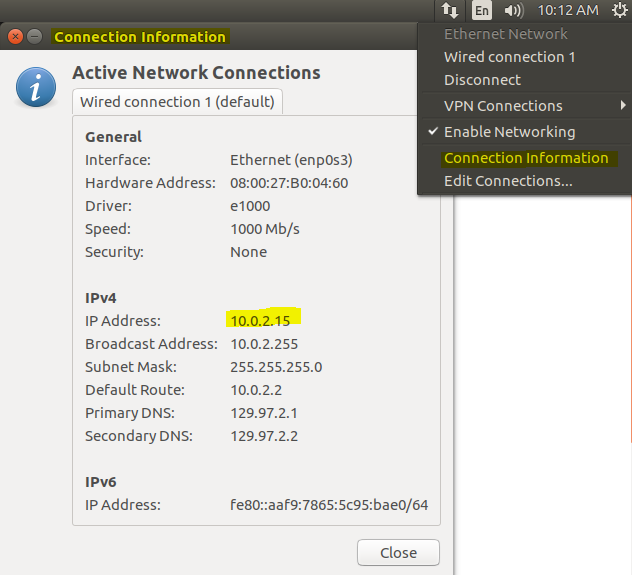 En 10:12 AM
Connection Information
Active Network Connections
Wired connection 1 (default)
General
Interface: Ethernet (enp0s3)
Hardware Address: 08:00:27:B0:04:60
Driver: e1000
Speed: 1000 Mb/s
Security: None
IPv4
IP Address: 10.0.2.15
Broadcast Address: 10.0.2.255
Subnet Mask: 255.255.255.0
Default Route: 10.0.2.2
Primary DNS: 129.97.2.1
Secondary DNS: 129.97.2.2
IPv6
IP Address: fe80::aaf9:7865:5c95:bae0/64
Close
Ethernet Network
Wired connection 1
Disconnect
VPN Connections
Enable Networking
Connection Information
Edit Connections...